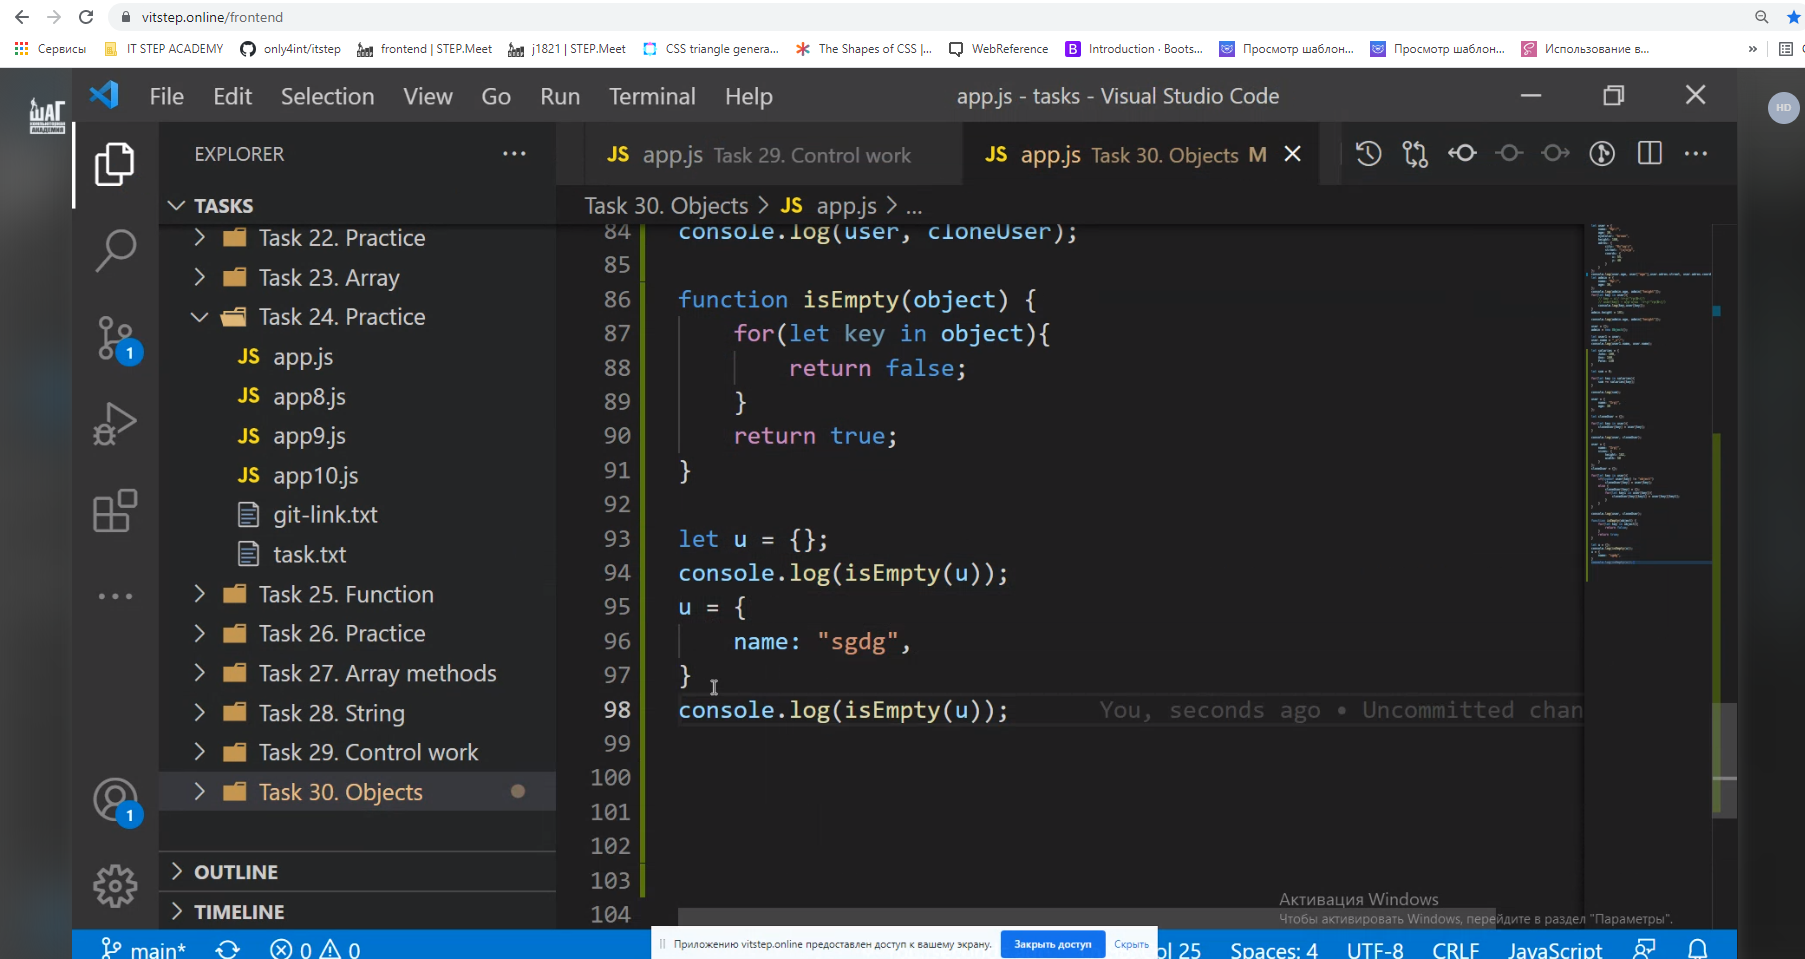 vitstep.online/frontend
Сервисы
IT STEP ACADEMY
only4int/itstep
frontend | STEP.Meet
j1821 | STEP.Meet
CSS triangle genera...
The Shapes of CSS |...
WebReference
B
Introduction · Boots...
Просмотр шаблон...
Просмотр шаблон...
Использование в...
»
ШАГ
File Edit Selection View Go Run Terminal Help
app.js - tasks - Visual Studio Code
HD
EXPLORER
JS app.js Task 29. Control work
JS app.js Task 30. Objects M
TASKS
Task 30. Objects > JS app.js > ...
Task 22. Practice
Task 23. Array
Task 24. Practice
JS app.js
JS app8.js
JS app9.js
JS app10.js
git-link.txt
task.txt
Task 25. Function
Task 26. Practice
Task 27. Array methods
Task 28. String
Task 29. Control work
Task 30. Objects
OUTLINE
TIMELINE
1
1
84 console.log(user, cloneUser);
85
86 function isEmpty(object) {
87 for(let key in object){
88 return false;
89 }
90 return true;
91 }
92
93 let u = {};
94 console.log(isEmpty(u));
95 u = {
96 name: "sgdg",
97 }
98 console.log(isEmpty(u)); You, seconds ago • Uncommitted chan
99
100
101
102
103
104
Активация Windows
Чтобы активировать Windows, перейдите в раздел "Параметры".
main* 0 0
Приложению vitstep.online предоставлен доступ к вашему экрану.
Закрыть доступ
Скрыть
ol 25 Spaces: 4 UTF-8 CRLF JavaScript